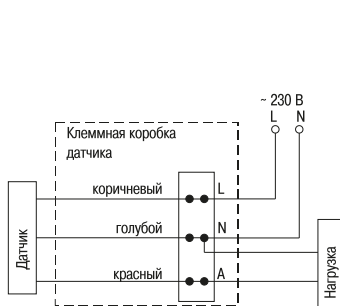 ~ 230 В
L N
Клеммная коробка
датчика
коричневый L
голубой N
красный A
Датчик
Нагрузка